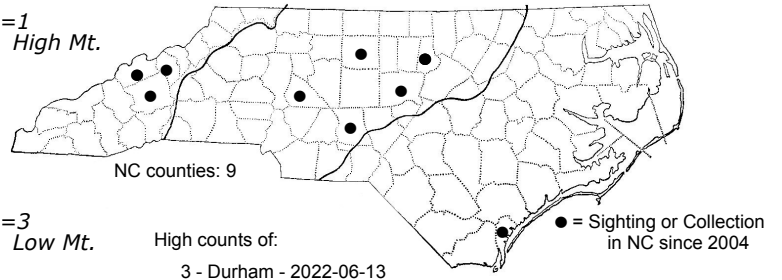 =1
High Mt.
NC counties: 9
=3
Low Mt.
High counts of:
3 - Durham - 2022-06-13
● = Sighting or Collection
in NC since 2004